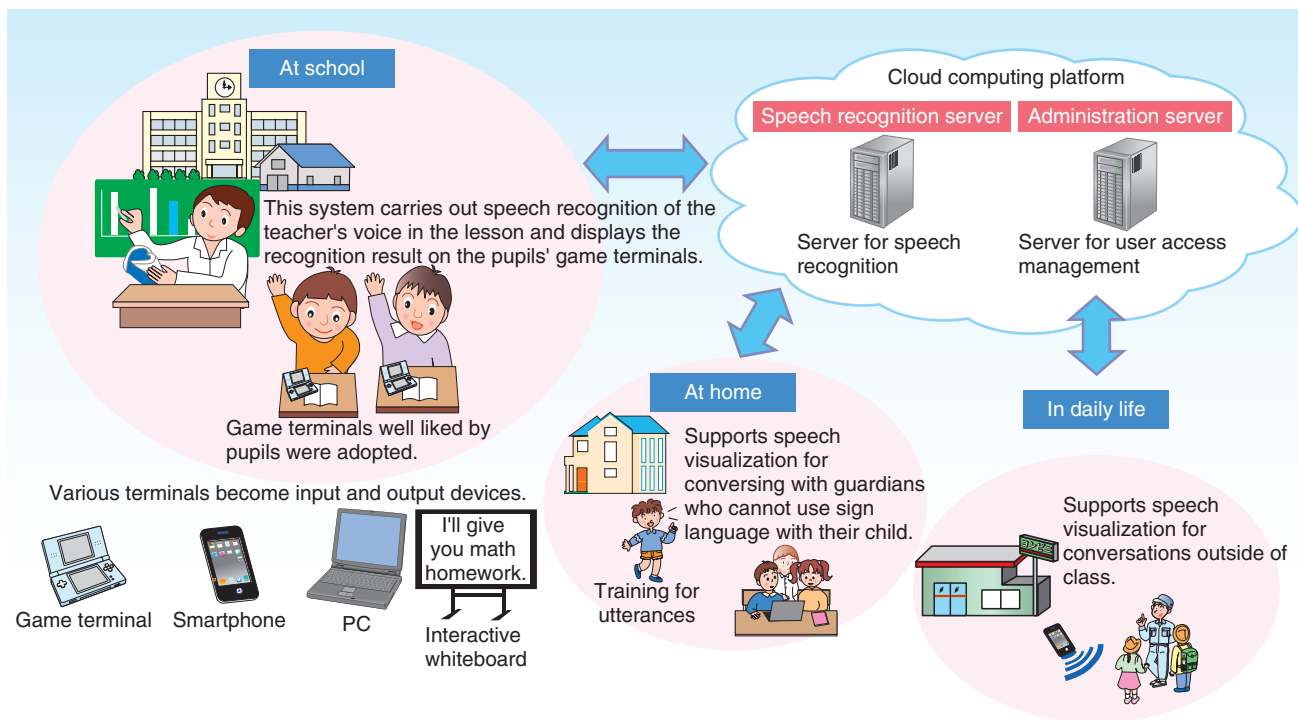 At school
This system carries out speech recognition of the
teacher's voice in the lesson and displays the
recognition result on the pupils' game terminals.
Game terminals well liked by
pupils were adopted.
Various terminals become input and output devices.
Game terminal
Smartphone
PC
I'll give
you math
homework.
Interactive
whiteboard
Cloud computing platform
Speech recognition server
Administration server
Server for speech
recognition
Server for user access
management
At home
Supports speech
visualization for
conversing with guardians
who cannot use sign
language with their child.
Training for
utterances
In daily life
Supports speech
visualization for
conversations outside of
class.